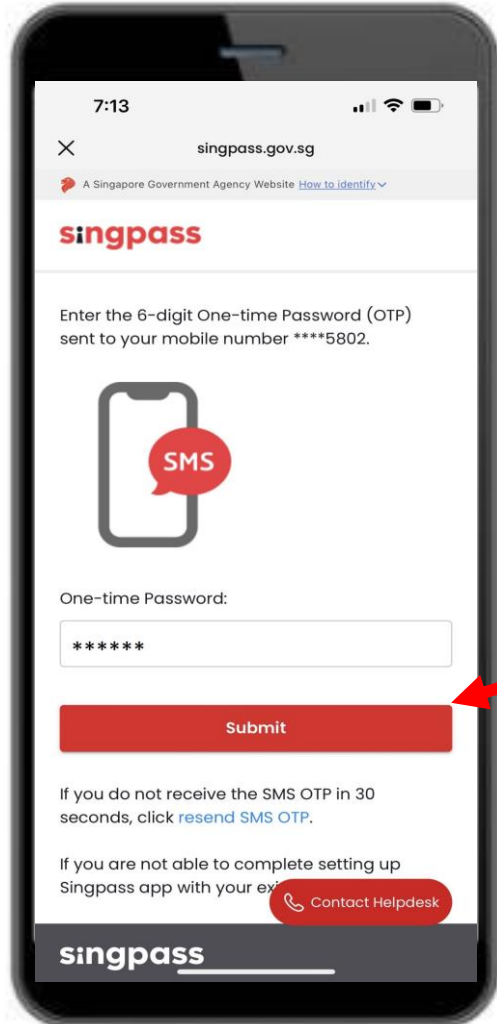 7:13
singpass.gov.sg
A Singapore Government Agency Website How to identify
singpass
Enter the 6-digit One-time Password (OTP)
sent to your mobile number ****5802.
SMS
One-time Password:
******
Submit
If you do not receive the SMS OTP in 30
seconds, click resend SMS OTP.
If you are not able to complete setting up
Singpass app with your
Contact Helpdesk
singpass